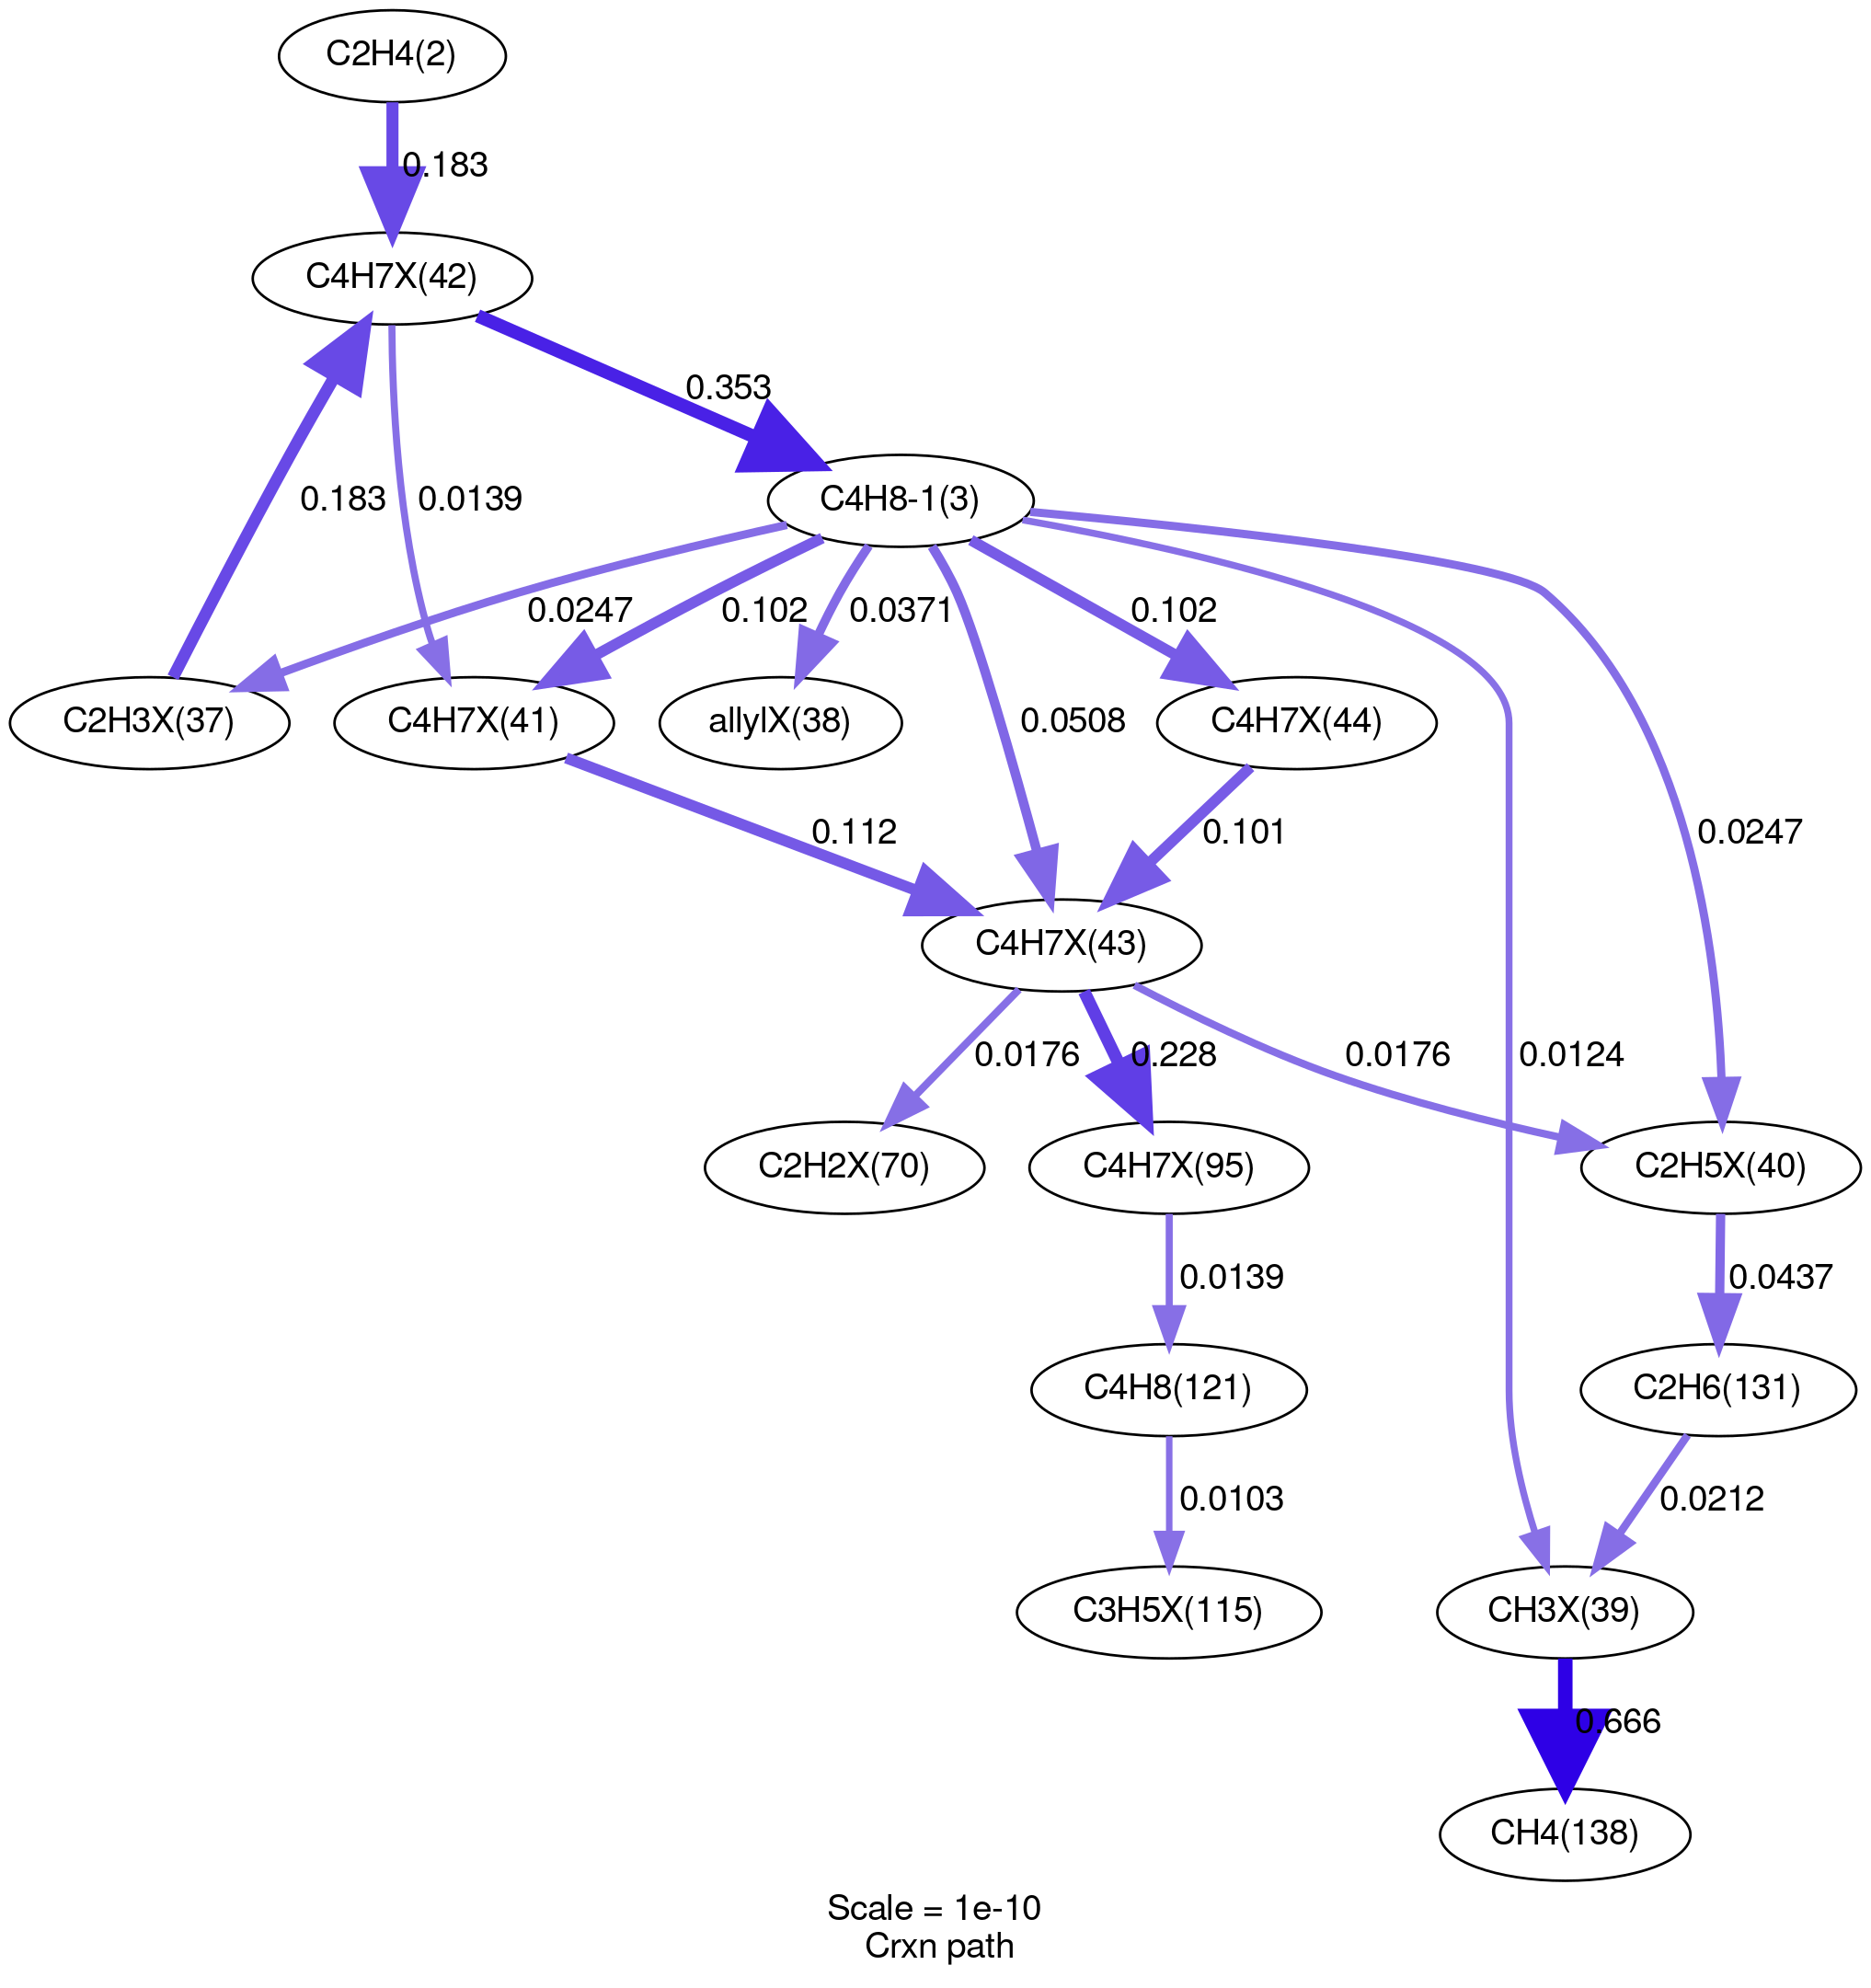 C2H4(2)
0.183
C4H7X(42)
0.353
C4H8-1(3)
0.183
0.0139
0.0247
0.102
0.0371
0.102
C2H3X(37)
C4H7X(41)
allylX(38)
0.0508
C4H7X(44)
0.112
0.101
0.0247
C4H7X(43)
0.0176
0.228
0.0176
0.0124
C2H2X(70)
C4H7X(95)
C2H5X(40)
0.0139
0.0437
C4H8(121)
C2H6(131)
0.0103
0.0212
C3H5X(115)
CH3X(39)
0.666
CH4(138)
Scale = 1e-10
Crxn path